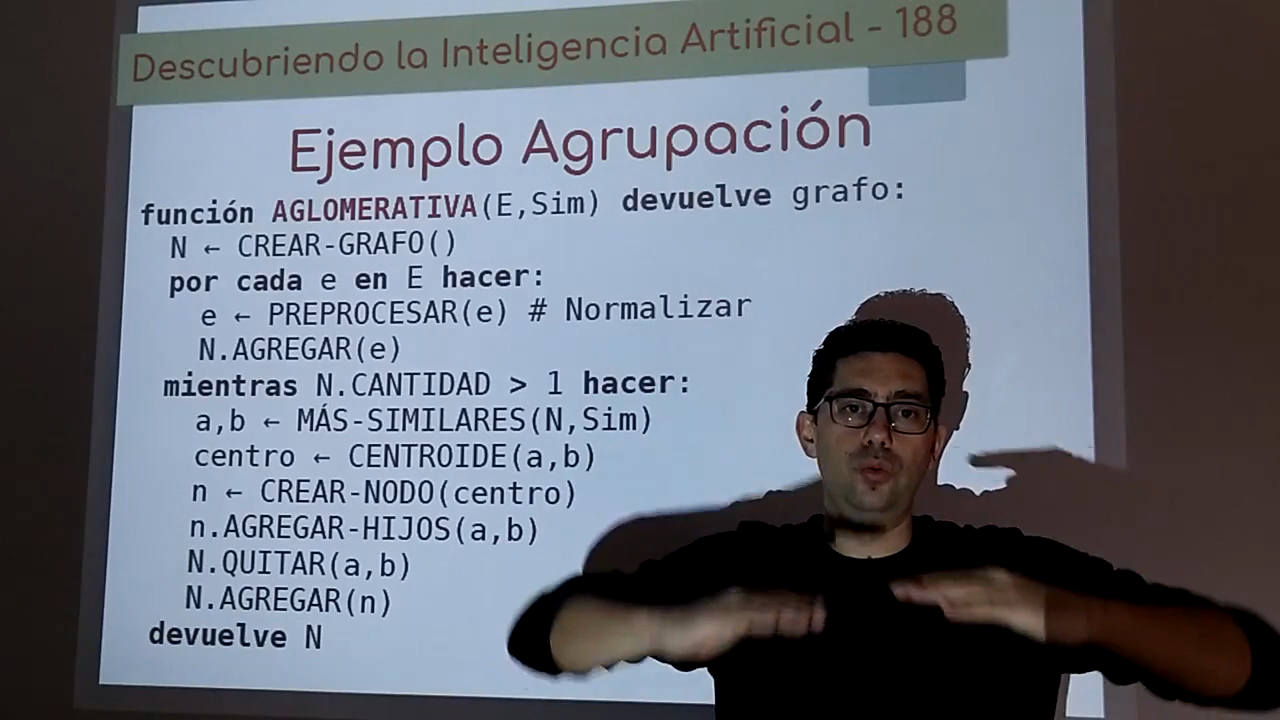 Descubriendo la Inteligencia Artificial - 188
Ejemplo Agrupación
función AGLOMERATIVA(E,Sim) devuelve grafo:
N ← CREAR-GRAFO()
por cada e en E hacer:
e ← PREPROCESAR(e) # Normalizar
N.AGREGAR(e)
mientras N.CANTIDAD > 1 hacer:
a,b ← MÁS-SIMILARES(N,Sim)
centro ← CENTROIDE(a,b)
n ← CREAR-NODO(centro)
n.AGREGAR-HIJOS(a,b)
N.QUITAR(a,b)
N.AGREGAR(n)
devuelve N